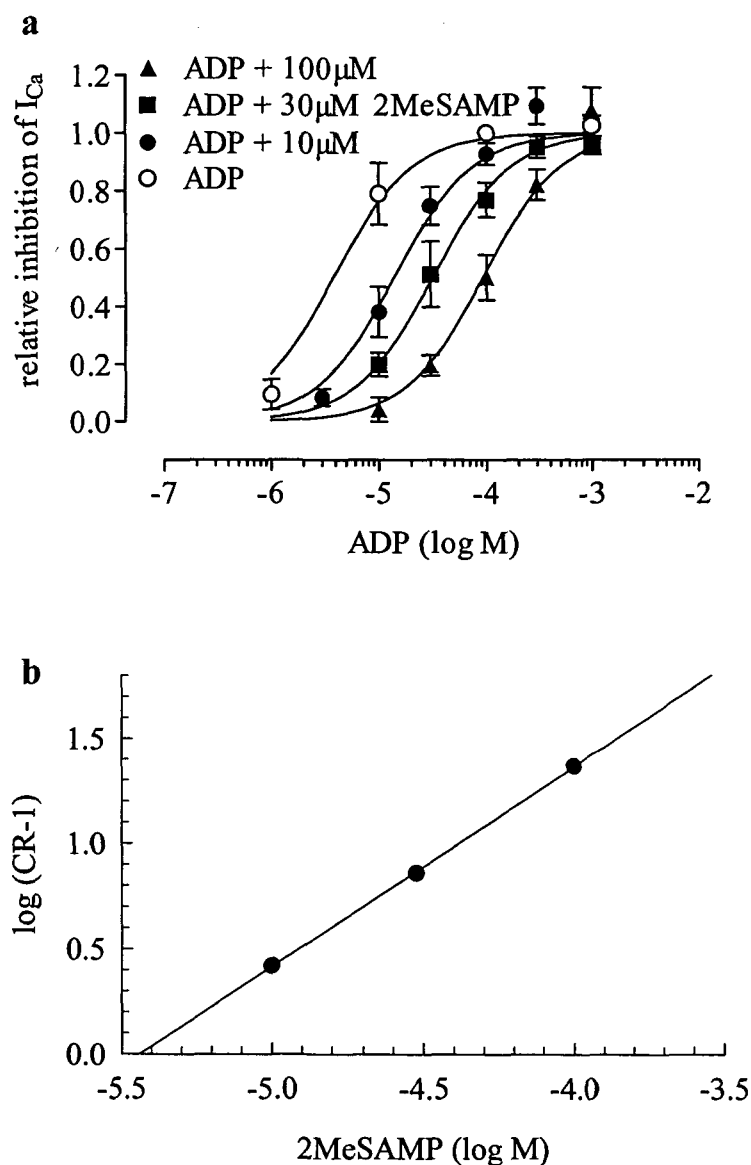 a
relative inhibition of I_Ca
1.2
1.0
0.8
0.6
0.4
0.2
0.0
ADP + 100μM
ADP + 30μM 2MeSAMP
ADP + 10μM
ADP
-7 -6 -5 -4 -3 -2
ADP (log M)
b
log (CR-1)
1.5
1.0
0.5
0.0
-5.5 -5.0 -4.5 -4.0 -3.5
2MeSAMP (log M)